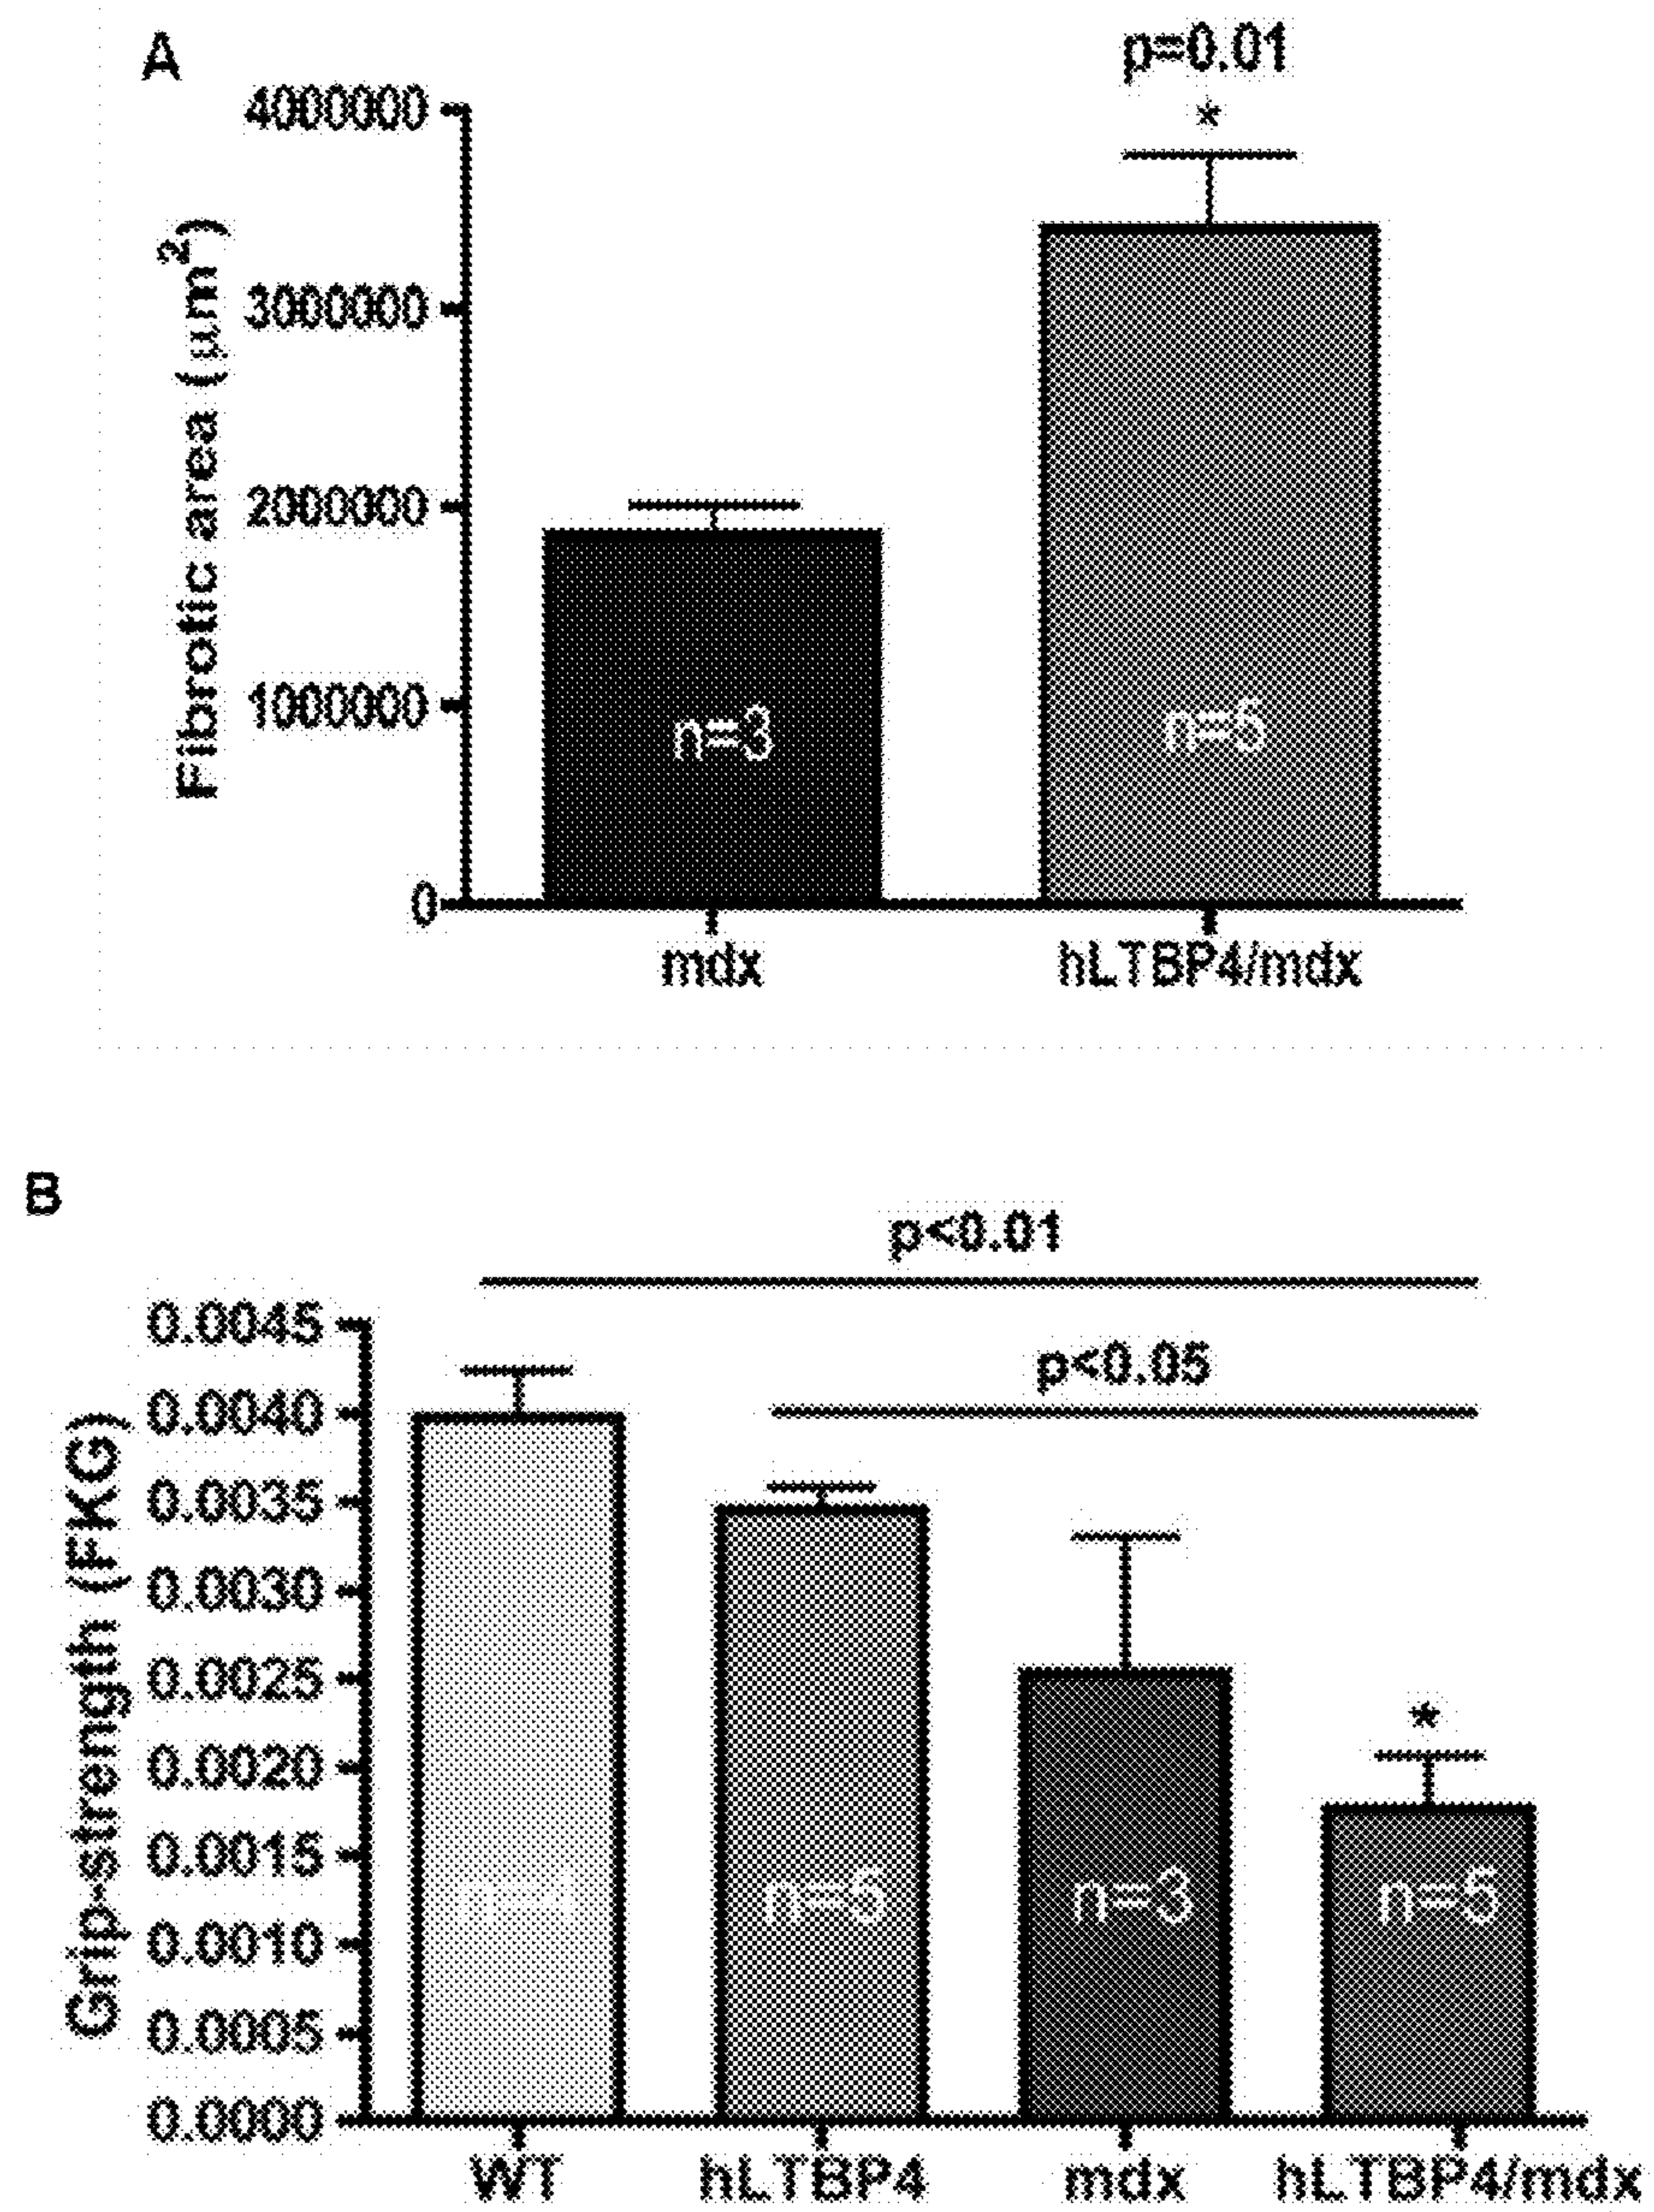 A
p=0.01
*
4000000
3000000
2000000
1000000
0
Fibrotic area (μm²)
n=3
n=5
mdx
hLTBP4/mdx
B
p<0.01
p<0.05
0.0045
0.0040
0.0035
0.0030
0.0025
0.0020
0.0015
0.0010
0.0005
0.0000
Grip-strength (FKG)
*
n=5
n=3
n=5
WT
hLTBP4
mdx
hLTBP4/mdx